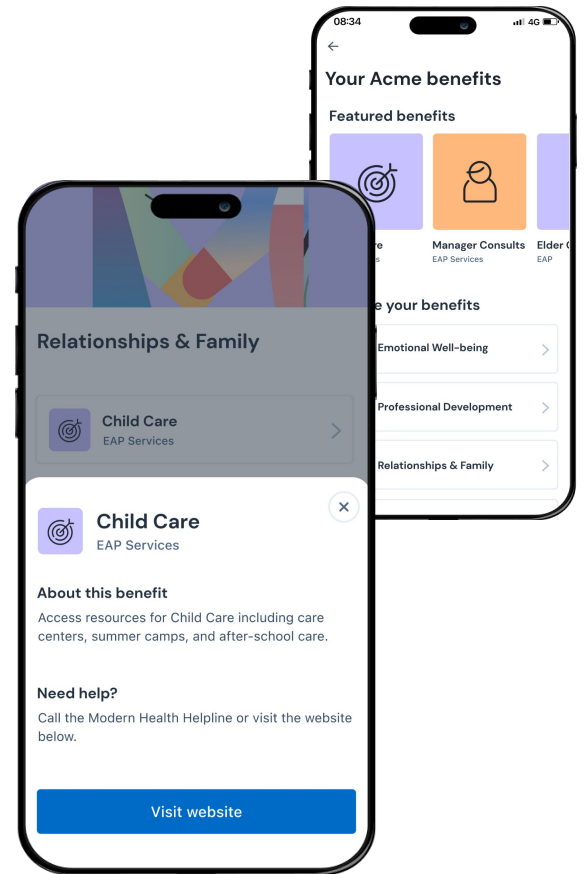 08:34
4G
Your Acme benefits
Featured benefits
Manager Consults
EAP Services
Elder
EAP
your benefits
Emotional Well-being
Professional Development
Relationships & Family
Relationships & Family
Child Care
EAP Services
Child Care
EAP Services
About this benefit
Access resources for Child Care including care
centers, summer camps, and after-school care.
Need help?
Call the Modern Health Helpline or visit the website
below.
Visit website